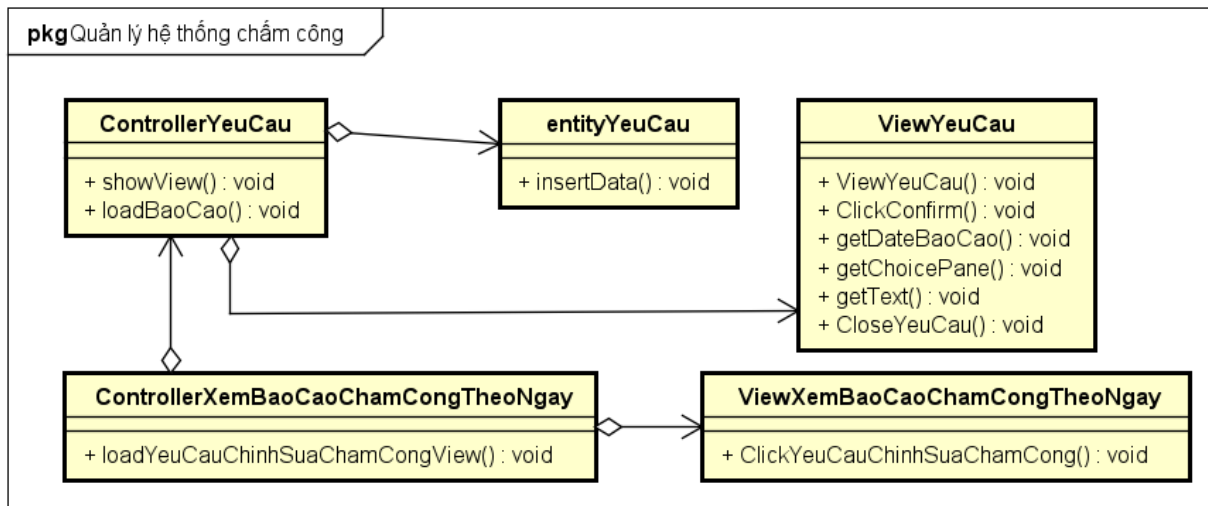 pkg Quản lý hệ thống chấm công
ControllerYeuCau
+ showView() : void
+ loadBaoCao() : void
entityYeuCau
+ insertData() : void
ViewYeuCau
+ ViewYeuCau() : void
+ ClickConfirm() : void
+ getDateBaoCao() : void
+ getChoicePane() : void
+ getText() : void
+ CloseYeuCau() : void
ControllerXemBaoCaoChamCongTheoNgay
+ loadYeuCauChinhSuaChamCongView() : void
ViewXemBaoCaoChamCongTheoNgay
+ ClickYeuCauChinhSuaChamCong() : void